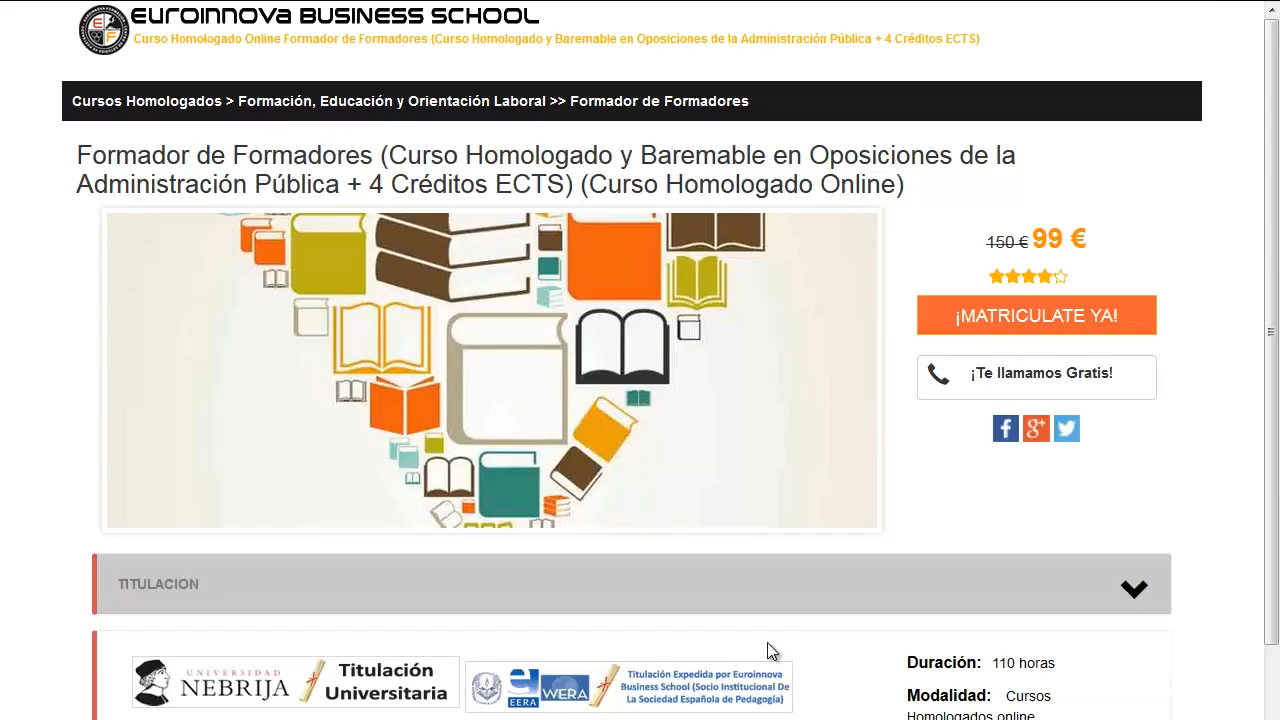 EUROINNOVA BUSINESS SCHOOL
Curso Homologado Online Formador de Formadores (Curso Homologado y Baremable en Oposiciones de la Administración Pública + 4 Créditos ECTS)
Cursos Homologados > Formación, Educación y Orientación Laboral >> Formador de Formadores
Formador de Formadores (Curso Homologado y Baremable en Oposiciones de la
Administración Pública + 4 Créditos ECTS) (Curso Homologado Online)
150 € 99 €
¡MATRICULATE YA!
¡Te llamamos Gratis!
TITULACION
UNIVERSIDAD
NEBRIJA
Titulación
Universitaria
EERA
WERA
Titulación Expedida por Euroinnova
Business School (Socio Institucional De
La Sociedad Española de Pedagogía)
Duración: 110 horas
Modalidad: Cursos
Homologados online